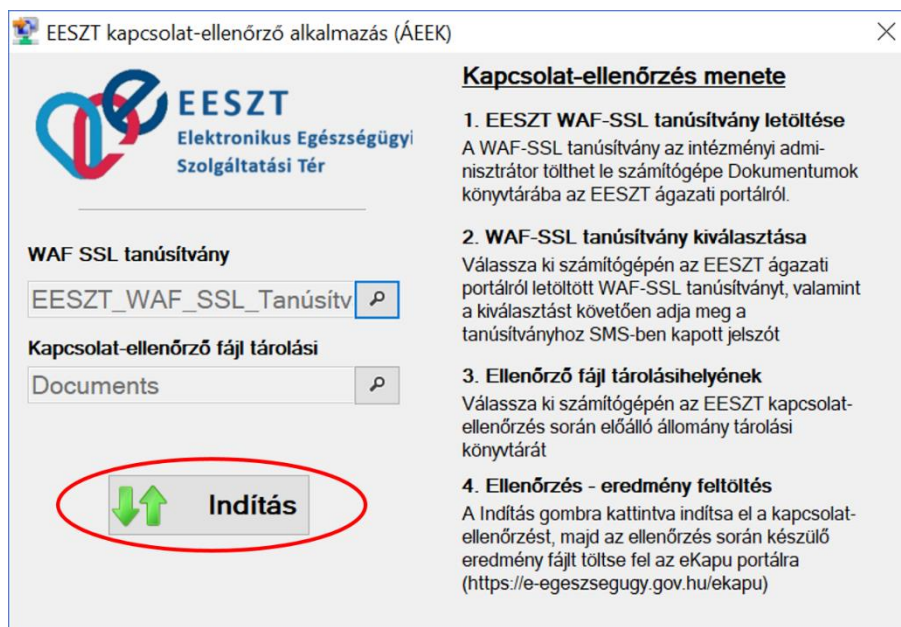 EESZT kapcsolat-ellenőrző alkalmazás (ÁEEK)
EESZT
Elektronikus Egészségügyi
Szolgáltatási Tér
WAF SSL tanúsítvány
EESZT_WAF_SSL_Tanúsítv
Kapcsolat-ellenőrző fájl tárolási
Documents
Indítás
Kapcsolat-ellenőrzés menete
1. EESZT WAF-SSL tanúsítvány letöltése
A WAF-SSL tanúsítvány az intézményi admi-
nisztrátor tölthet le számítógépe Dokumentumok
könyvtárába az EESZT ágazati portálról.
2. WAF-SSL tanúsítvány kiválasztása
Válassza ki számítógépén az EESZT ágazati
portálról letöltött WAF-SSL tanúsítványt, valamint
a kiválasztást követően adja meg a
tanúsítványhoz SMS-ben kapott jelszót
3. Ellenőrző fájl tárolásihelyének
Válassza ki számítógépén az EESZT kapcsolat-
ellenőrzés során előálló állomány tárolási
könyvtárát
4. Ellenőrzés - eredmény feltöltés
A Indítás gombra kattintva indítsa el a kapcsolat-
ellenőrzést, majd az ellenőrzés során készülő
eredmény fájlt töltse fel az eKapu portálra
(https://e-egeszsegugy.gov.hu/ekapu)